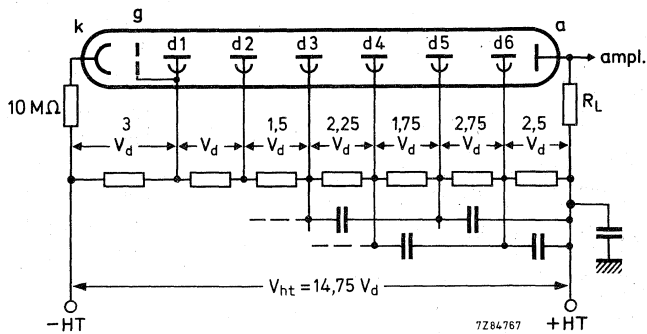 k g d1 d2 d3 d4 d5 d6 a
ampl.
10 MΩ
R_L
3 V_d
V_d
1,5 V_d
2,25 V_d
1,75 V_d
2,75 V_d
2,5 V_d
V_ht = 14,75 V_d
−HT
7Z84767
+HT